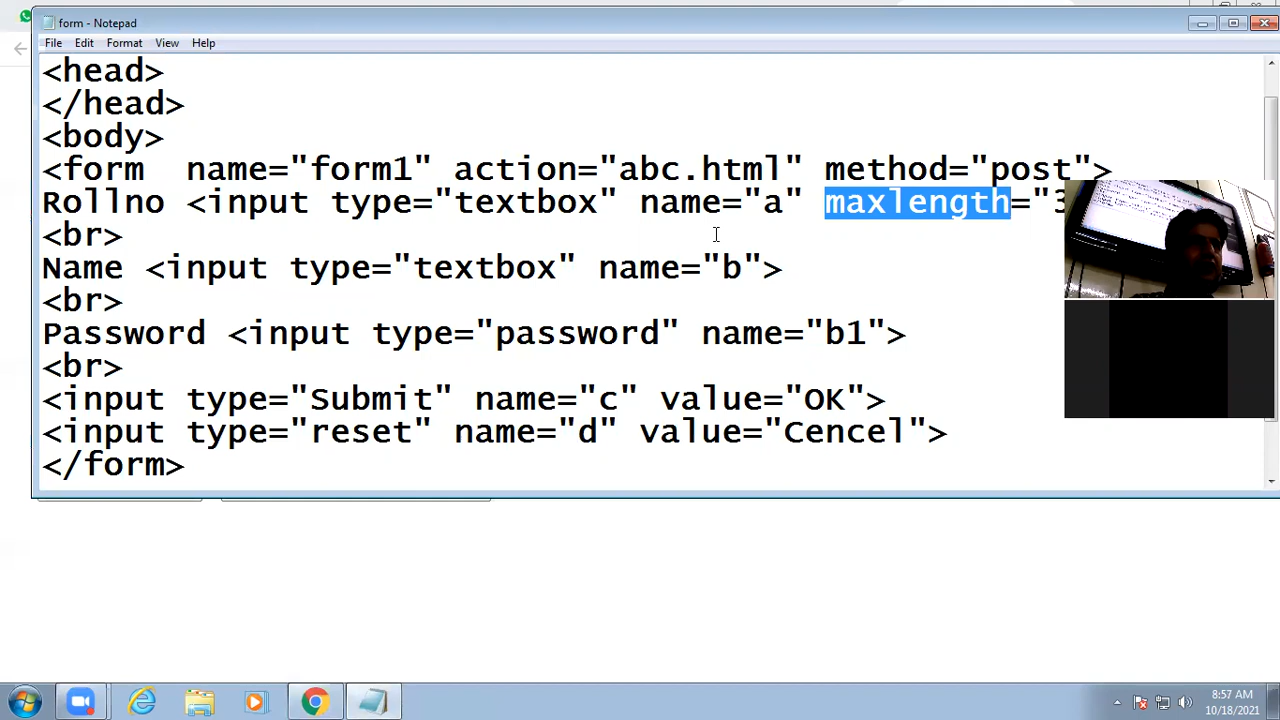 form - Notepad
File Edit Format View Help
<head>
</head>
<body>
<form  name="form1" action="abc.html" method="post">
Rollno <input type="textbox" name="a" maxlength="3
<br>
Name <input type="textbox" name="b">
<br>
Password <input type="password" name="b1">
<br>
<input type="Submit" name="c" value="OK">
<input type="reset" name="d" value="Cencel">
</form>
8:57 AM
10/18/2021